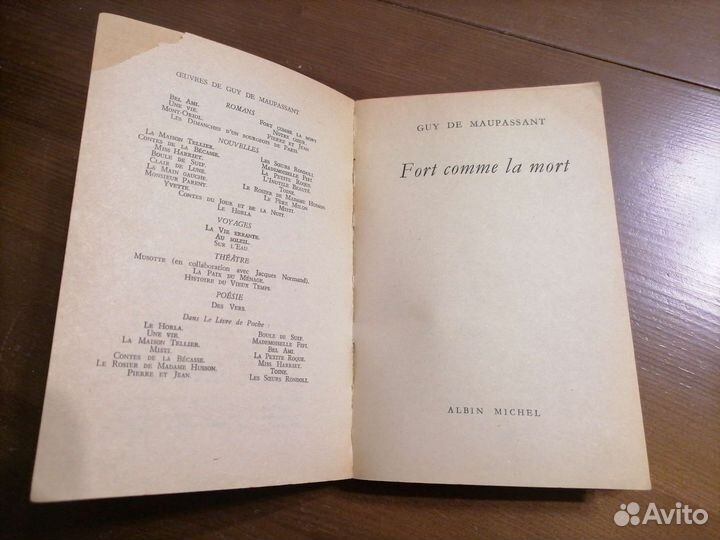 ŒUVRES DE GUY DE MAUPASSANT
ROMANS
BEL AMI.
UNE VIE.
MONT-ORIOL.
LES DIMANCHES D'UN BOURGEOIS DE PARIS.
FORT COMME LA MORT
NOTRE CŒUR.
PIERRE ET JEAN
NOUVELLES
LA MAISON TELLIER.
CONTES DE LA BÉCASSE.
MISS HARRIET.
BOULE DE SUIF.
CLAIR DE LUNE.
LA MAIN GAUCHE.
MONSIEUR PARENT.
YVETTE.
LES SŒURS RONDOLI.
MADEMOISELLE FIFI.
LA PETITE ROQUE.
L'INUTILE BEAUTÉ.
TOINE.
LE ROSIER DE MADAME HUSSON.
LE PÈRE MILON
MISTI.
CONTES DU JOUR ET DE LA NUIT.
LE HORLA.
VOYAGES
LA VIE ERRANTE.
AU SOLEIL.
SUR L'EAU.
THÉÂTRE
MUSOTTE (en collaboration avec Jacques Normand).
LA PAIX DU MÉNAGE.
HISTOIRE DU VIEUX TEMPS
POÉSIE
DES VERS.
Dans Le Livre de Poche :
LE HORLA.
UNE VIE.
LA MAISON TELLIER.
MISTI.
CONTES DE LA BÉCASSE.
LE ROSIER DE MADAME HUSSON.
PIERRE ET JEAN.
BOULE DE SUIF.
MADEMOISELLE FIFI.
BEL AMI.
LA PETITE ROQUE.
MISS HARRIET.
TOINE.
LES SŒURS RONDOLI.
GUY DE MAUPASSANT
Fort comme la mort
ALBIN MICHEL
Avito